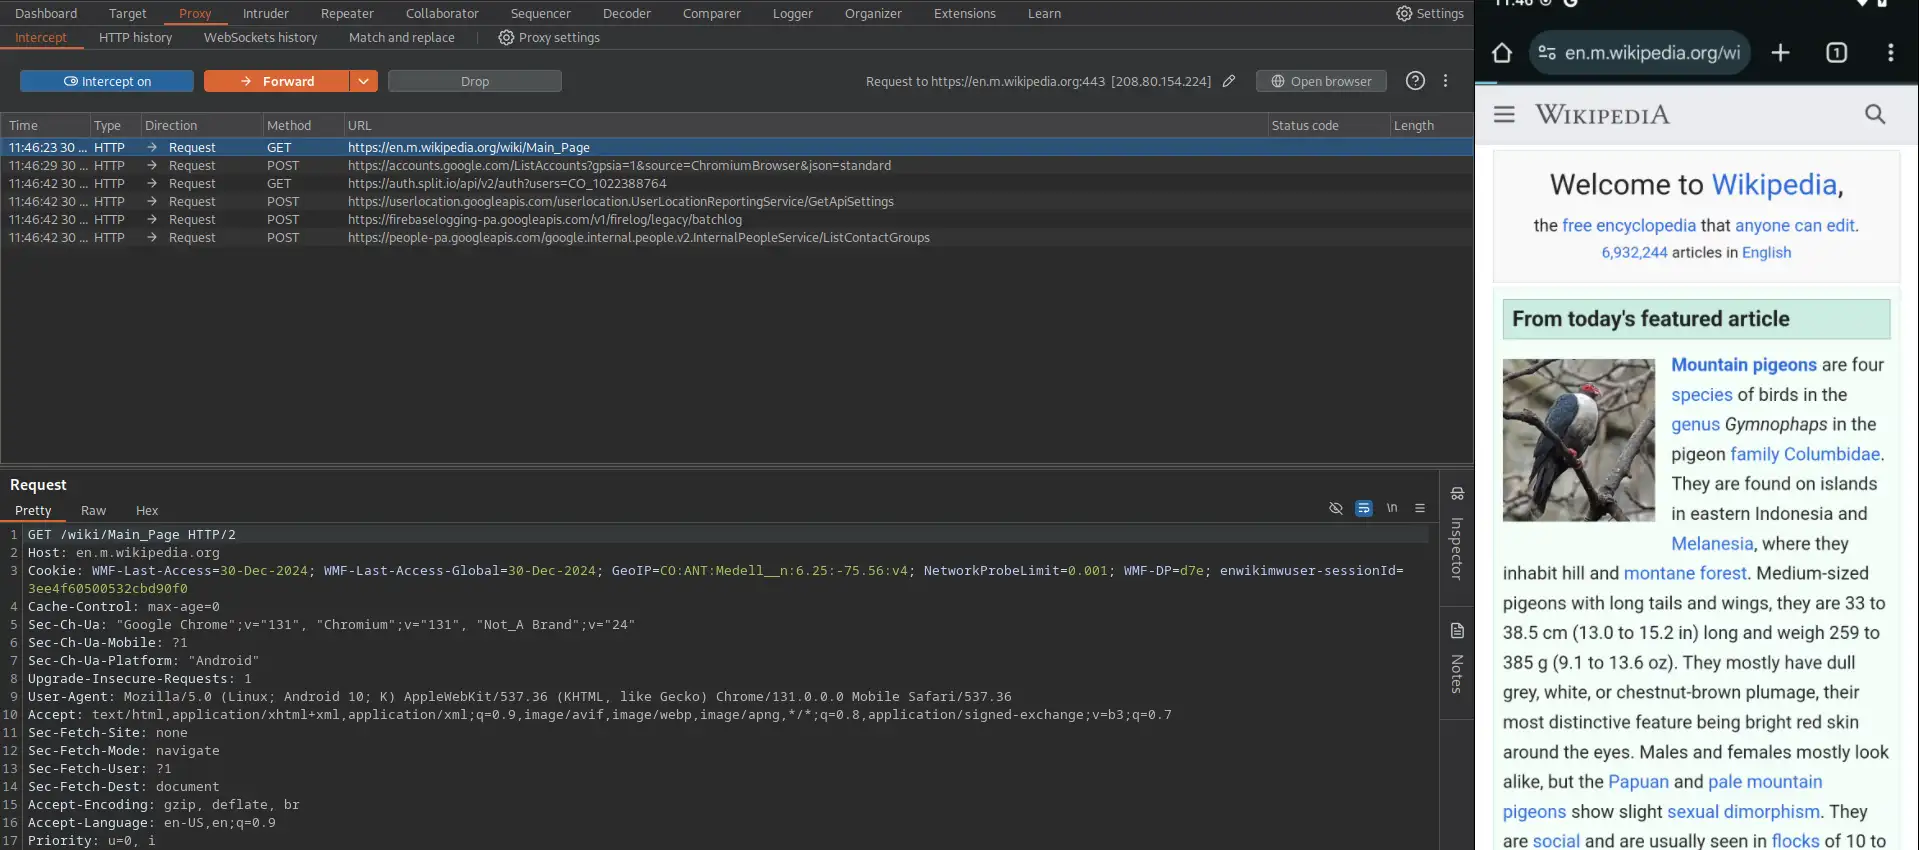 Dashboard Target Proxy Intruder Repeater Collaborator Sequencer Decoder Comparer Logger Organizer Extensions Learn Settings
Intercept HTTP history WebSockets history Match and replace Proxy settings
Intercept on Forward Drop Request to https://en.m.wikipedia.org:443 [208.80.154.224] Open browser
Time Type Direction Method URL Status code Length
11:46:23 30 ... HTTP → Request GET https://en.m.wikipedia.org/wiki/Main_Page
11:46:29 30 ... HTTP → Request POST https://accounts.google.com/ListAccounts?gpsia=1&source=ChromiumBrowser&json=standard
11:46:42 30 ... HTTP → Request GET https://auth.split.io/api/v2/auth?users=CO_1022388764
11:46:42 30 ... HTTP → Request POST https://userlocation.googleapis.com/userlocation.UserLocationReportingService/GetApiSettings
11:46:42 30 ... HTTP → Request POST https://firebaselogging-pa.googleapis.com/v1/firelog/legacy/batchlog
11:46:42 30 ... HTTP → Request POST https://people-pa.googleapis.com/google.internal.people.v2.InternalPeopleService/ListContactGroups
Request
Pretty Raw Hex \n
1 GET /wiki/Main_Page HTTP/2
2 Host: en.m.wikipedia.org
3 Cookie: WMF-Last-Access=30-Dec-2024; WMF-Last-Access-Global=30-Dec-2024; GeoIP=CO:ANT:Medell__n:6.25:-75.56:v4; NetworkProbeLimit=0.001; WMF-DP=d7e; enwikimwuser-sessionId=
3ee4f60500532cbd90f0
4 Cache-Control: max-age=0
5 Sec-Ch-Ua: "Google Chrome";v="131", "Chromium";v="131", "Not_A Brand";v="24"
6 Sec-Ch-Ua-Mobile: ?1
7 Sec-Ch-Ua-Platform: "Android"
8 Upgrade-Insecure-Requests: 1
9 User-Agent: Mozilla/5.0 (Linux; Android 10; K) AppleWebKit/537.36 (KHTML, like Gecko) Chrome/131.0.0.0 Mobile Safari/537.36
10 Accept: text/html,application/xhtml+xml,application/xml;q=0.9,image/avif,image/webp,image/apng,*/*;q=0.8,application/signed-exchange;v=b3;q=0.7
11 Sec-Fetch-Site: none
12 Sec-Fetch-Mode: navigate
13 Sec-Fetch-User: ?1
14 Sec-Fetch-Dest: document
15 Accept-Encoding: gzip, deflate, br
16 Accept-Language: en-US,en;q=0.9
17 Priority: u=0, i
Inspector
Notes
11:46
en.m.wikipedia.org/wi 1
WIKIPEDIA
Welcome to Wikipedia,
the free encyclopedia that anyone can edit.
6,932,244 articles in English
From today's featured article
Mountain pigeons are four
species of birds in the
genus Gymnophaps in the
pigeon family Columbidae.
They are found on islands
in eastern Indonesia and
Melanesia, where they
inhabit hill and montane forest. Medium-sized
pigeons with long tails and wings, they are 33 to
38.5 cm (13.0 to 15.2 in) long and weigh 259 to
385 g (9.1 to 13.6 oz). They mostly have dull
grey, white, or chestnut-brown plumage, their
most distinctive feature being bright red skin
around the eyes. Males and females mostly look
alike, but the Papuan and pale mountain
pigeons show slight sexual dimorphism. They
are social and are usually seen in flocks of 10 to